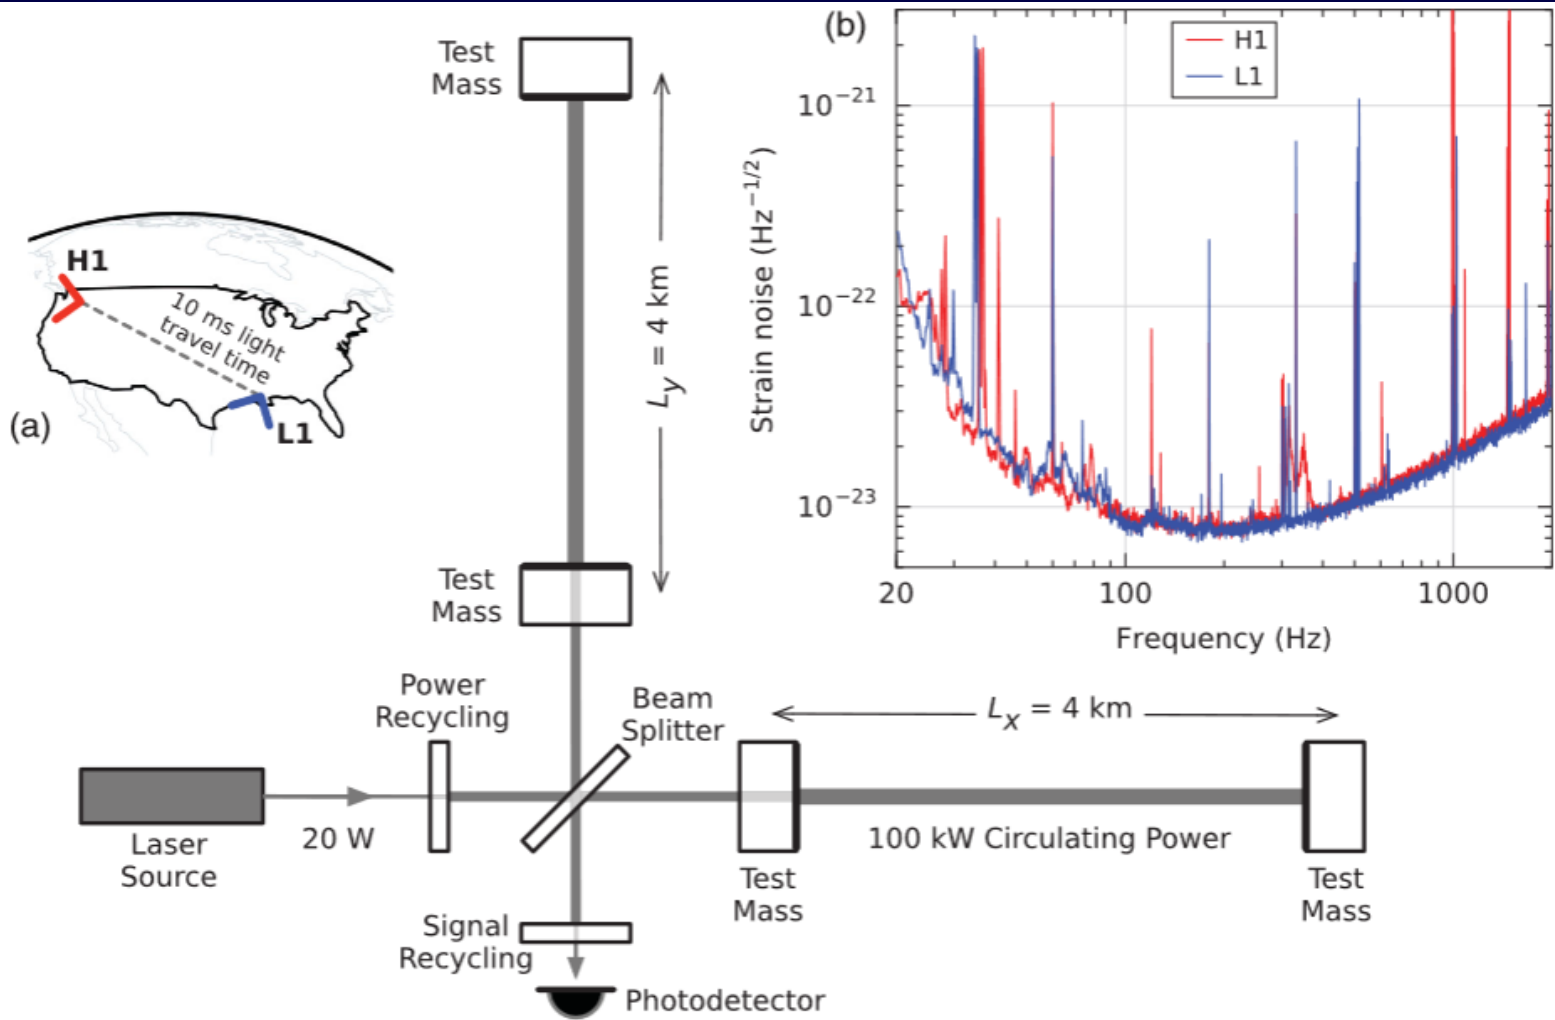 (a)
H1
10 ms light
travel time
L1
Test
Mass
Ly = 4 km
Test
Mass
(b)
H1
L1
Strain noise (Hz−1/2)
10−21
10−22
10−23
20
100
1000
Frequency (Hz)
Power
Recycling
Beam
Splitter
Lx = 4 km
Laser
Source
20 W
100 kW Circulating Power
Test
Mass
Test
Mass
Signal
Recycling
Photodetector